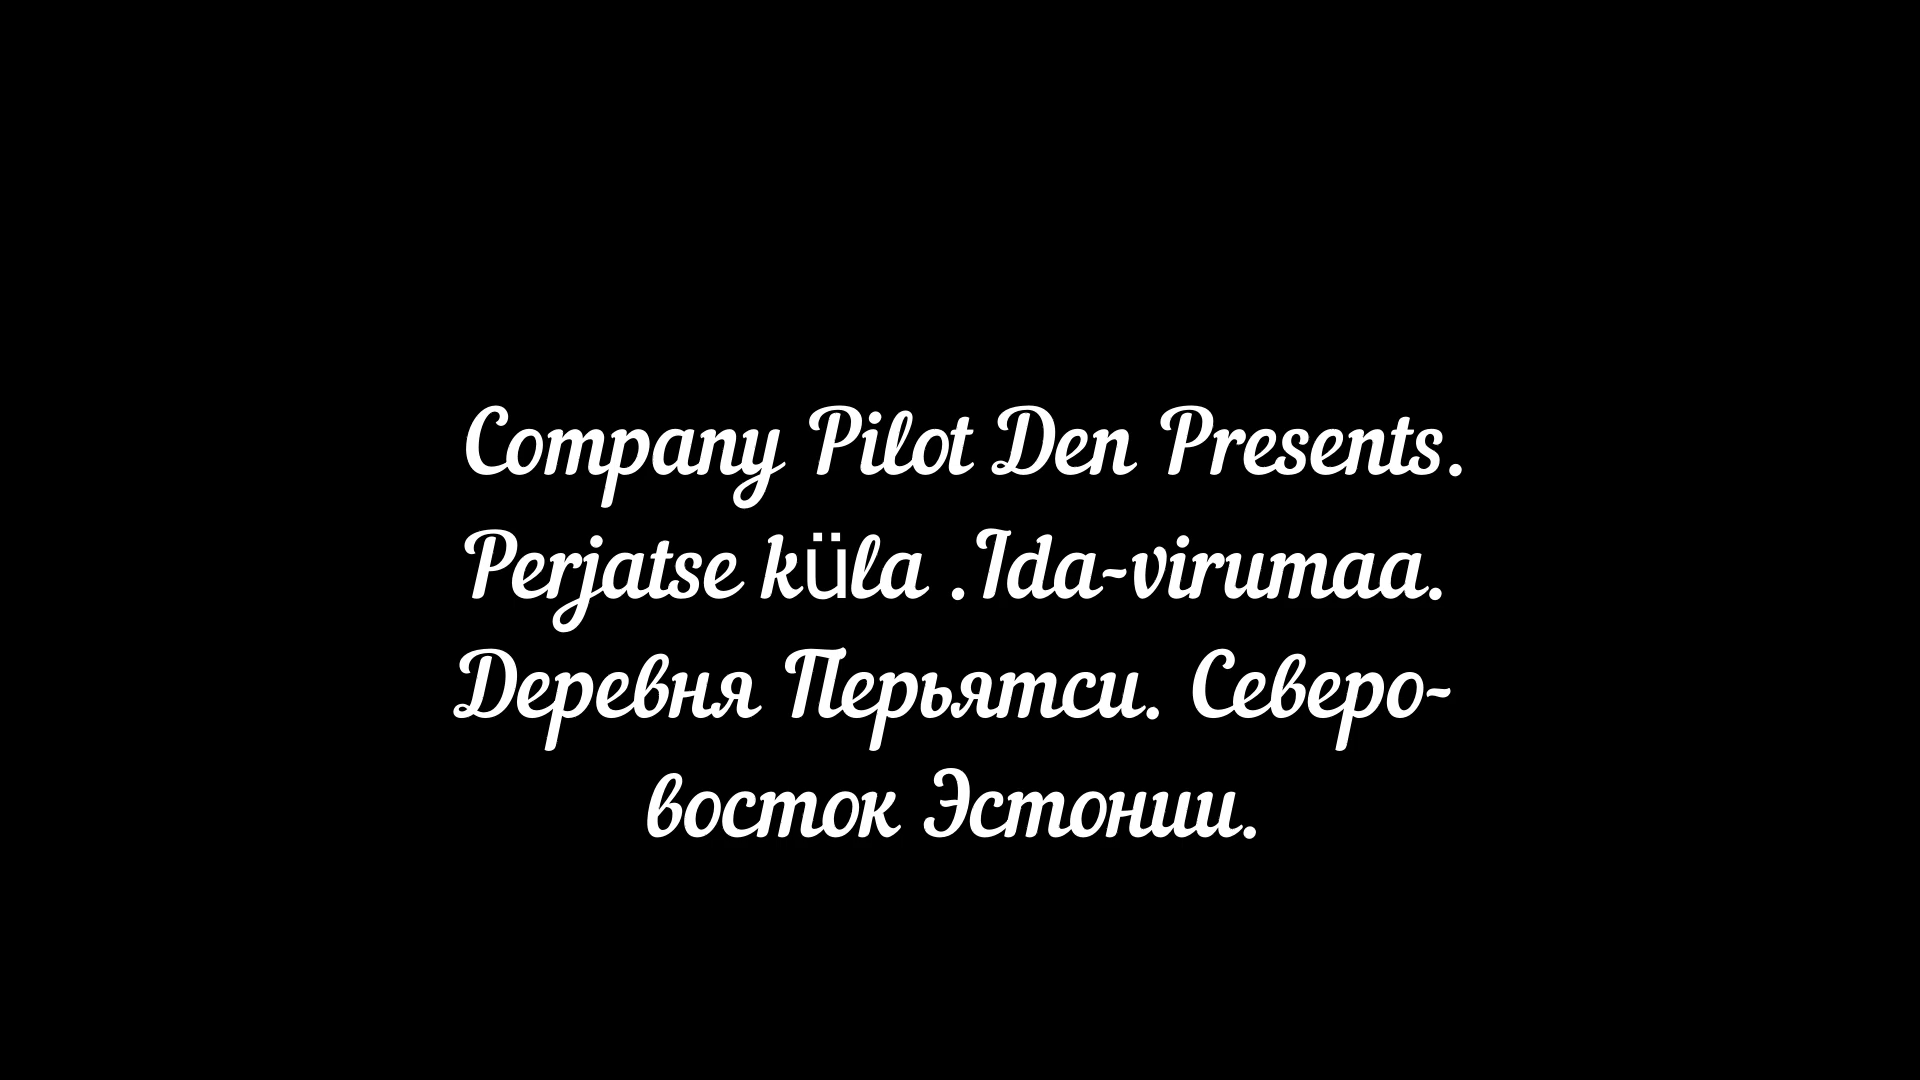 Company Pilot Den Presents.
Perjatse küla .Ida-virumaa.
Деревня Перьятси. Северо-
восток Эстонии.